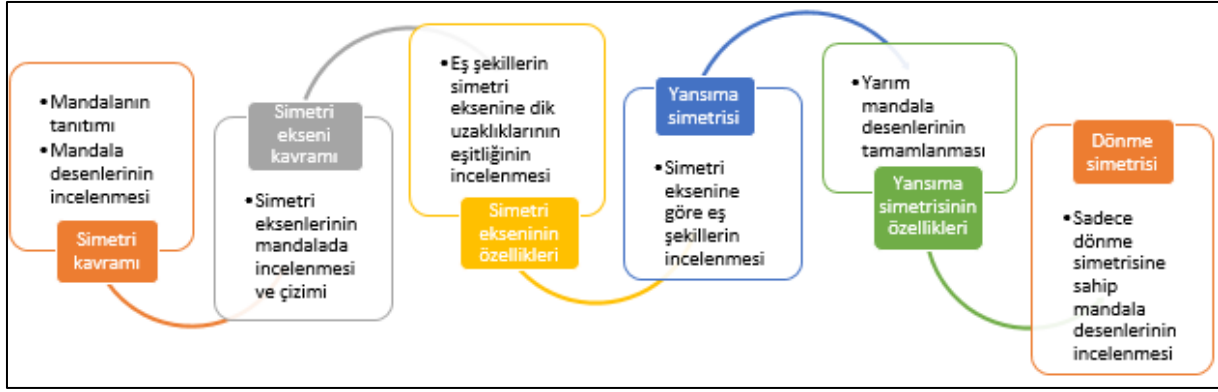 •Mandalanın
tanıtımı
•Mandala
desenlerinin
incelenmesi
Simetri
kavramı
Simetri
ekseni
kavramı
•Simetri
eksenlerinin
mandalada
incelenmesi
ve çizimi
•Eş şekillerin
simetri
eksenine dik
uzaklıklarının
eşitliğinin
incelenmesi
Simetri
ekseninin
özellikleri
Yansıma
simetrisi
•Simetri
eksenine
göre eş
şekillerin
incelenmesi
•Yarım
mandala
desenlerinin
tamamlanması
Yansıma
simetrisinin
özellikleri
Dönme
simetrisi
•Sadece
dönme
simetrisine
sahip
mandala
desenlerinin
incelenmesi